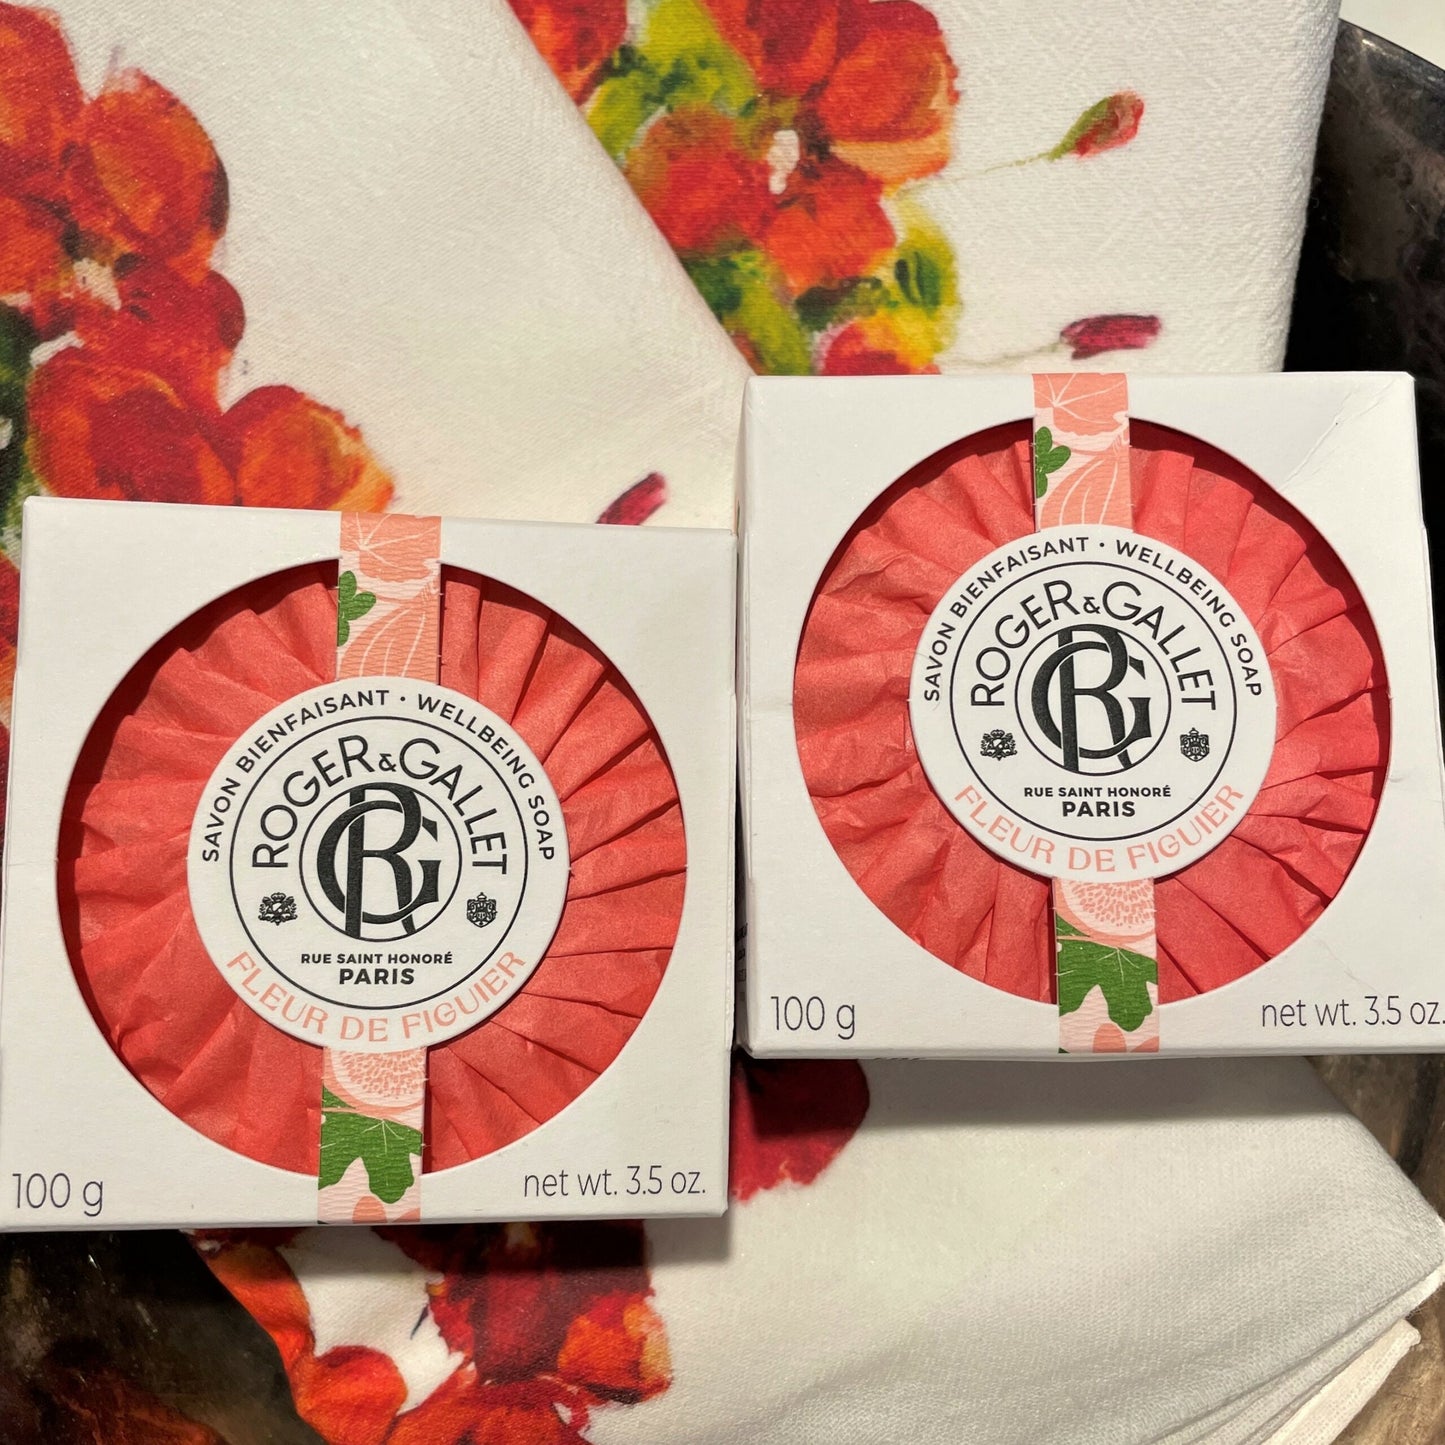 SAVON BIENFAISANT • WELLBEING SOAP
ROGER & GALLET
RG
RUE SAINT HONORÉ
PARIS
FLEUR DE FIGUIER
100 g
net wt. 3.5 oz.
SAVON BIENFAISANT • WELLBEING SOAP
ROGER & GALLET
RG
RUE SAINT HONORÉ
PARIS
FLEUR DE FIGUIER
100 g
net wt. 3.5 oz.